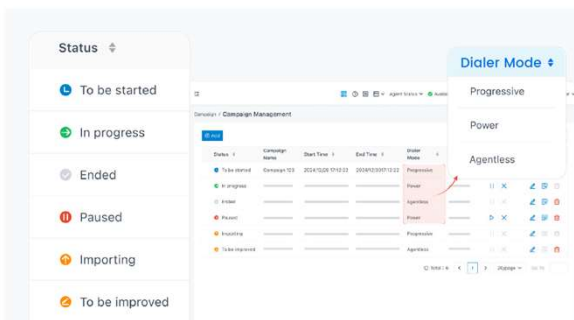 Status
To be started
In progress
Ended
Paused
Importing
To be improved
Dialer Mode
Progressive
Power
Agentless
Agent Status
Campaign / Campaign Management
Status Campaign Name Start Time End Time Dialer Mode
To be started Campaign 123 Progressive
In progress Power
Ended Agentless
Paused Power
Importing Progressive
To be improved Agentless